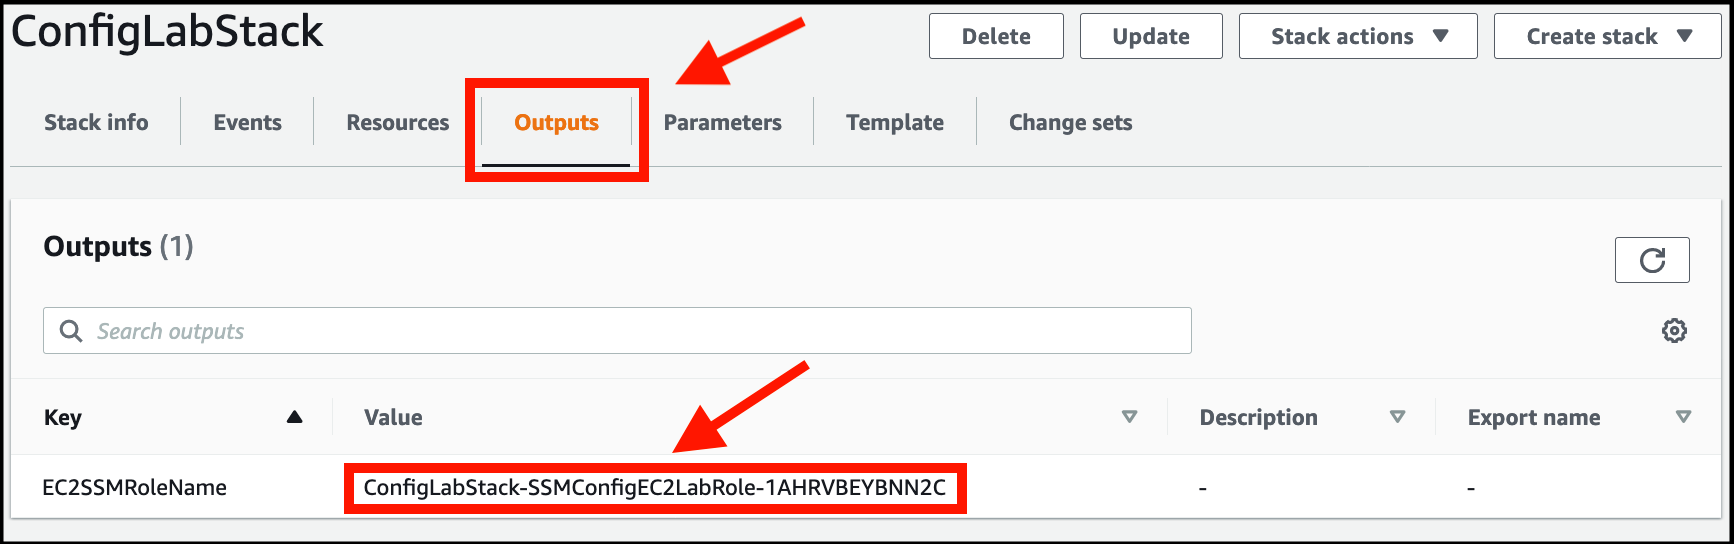 ConfigLabStack
Delete
Update
Stack actions
Create stack
Stack info
Events
Resources
Outputs
Parameters
Template
Change sets
Outputs (1)
Search outputs
Key
Value
Description
Export name
EC2SSMRoleName
ConfigLabStack-SSMConfigEC2LabRole-1AHRVBEYBNN2C
-
-